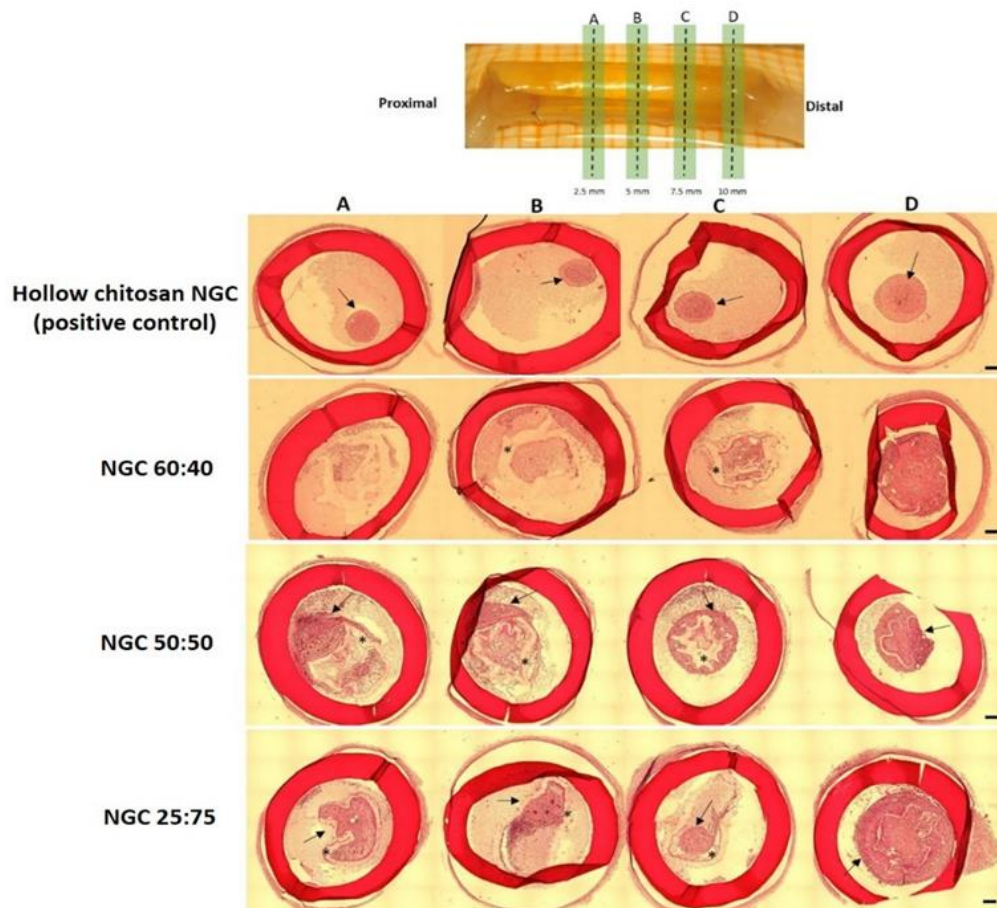 A B C D
Proximal
Distal
2.5 mm 5 mm 7.5 mm 10 mm
A B C D
Hollow chitosan NGC
(positive control)
NGC 60:40
NGC 50:50
NGC 25:75